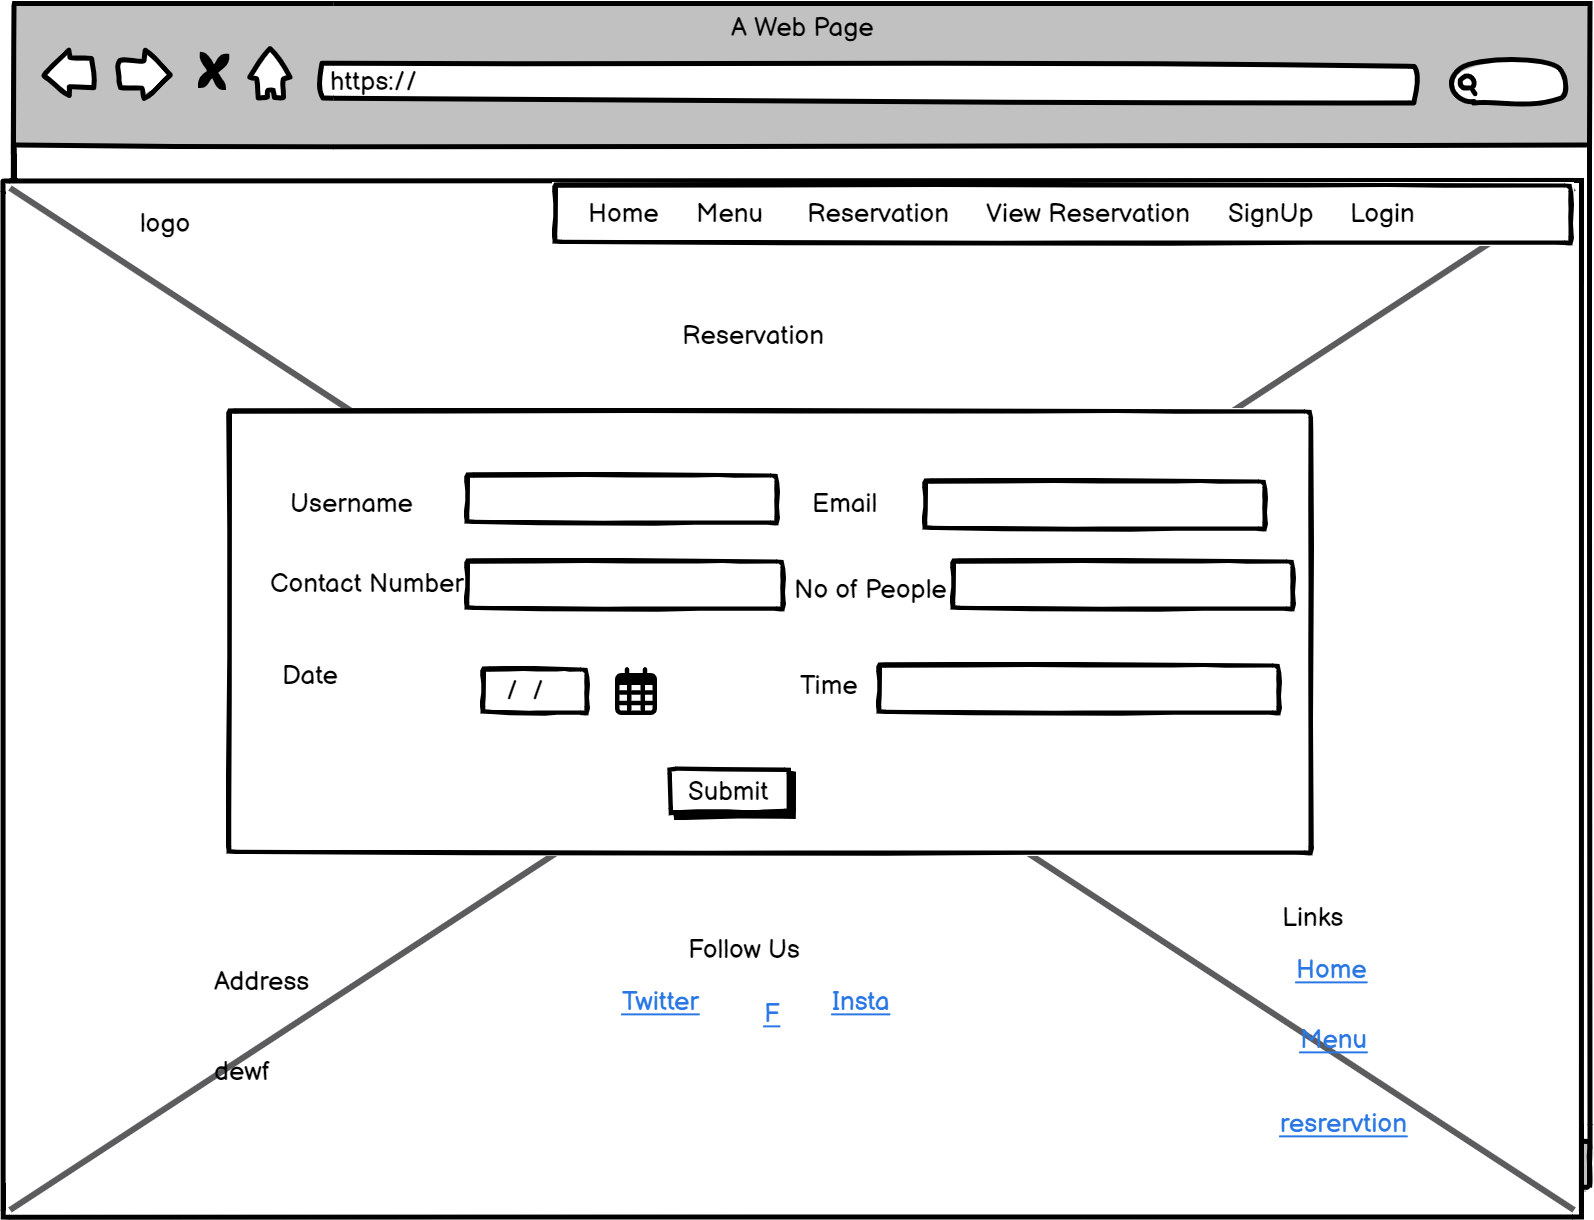 A Web Page
https://
logo
Home Menu Reservation View Reservation SignUp Login
Reservation
Username Email
Contact Number No of People
Date / / Time
Submit
Links
Follow Us
Home
Address
Twitter F Insta
Menu
dewf
resrervtion